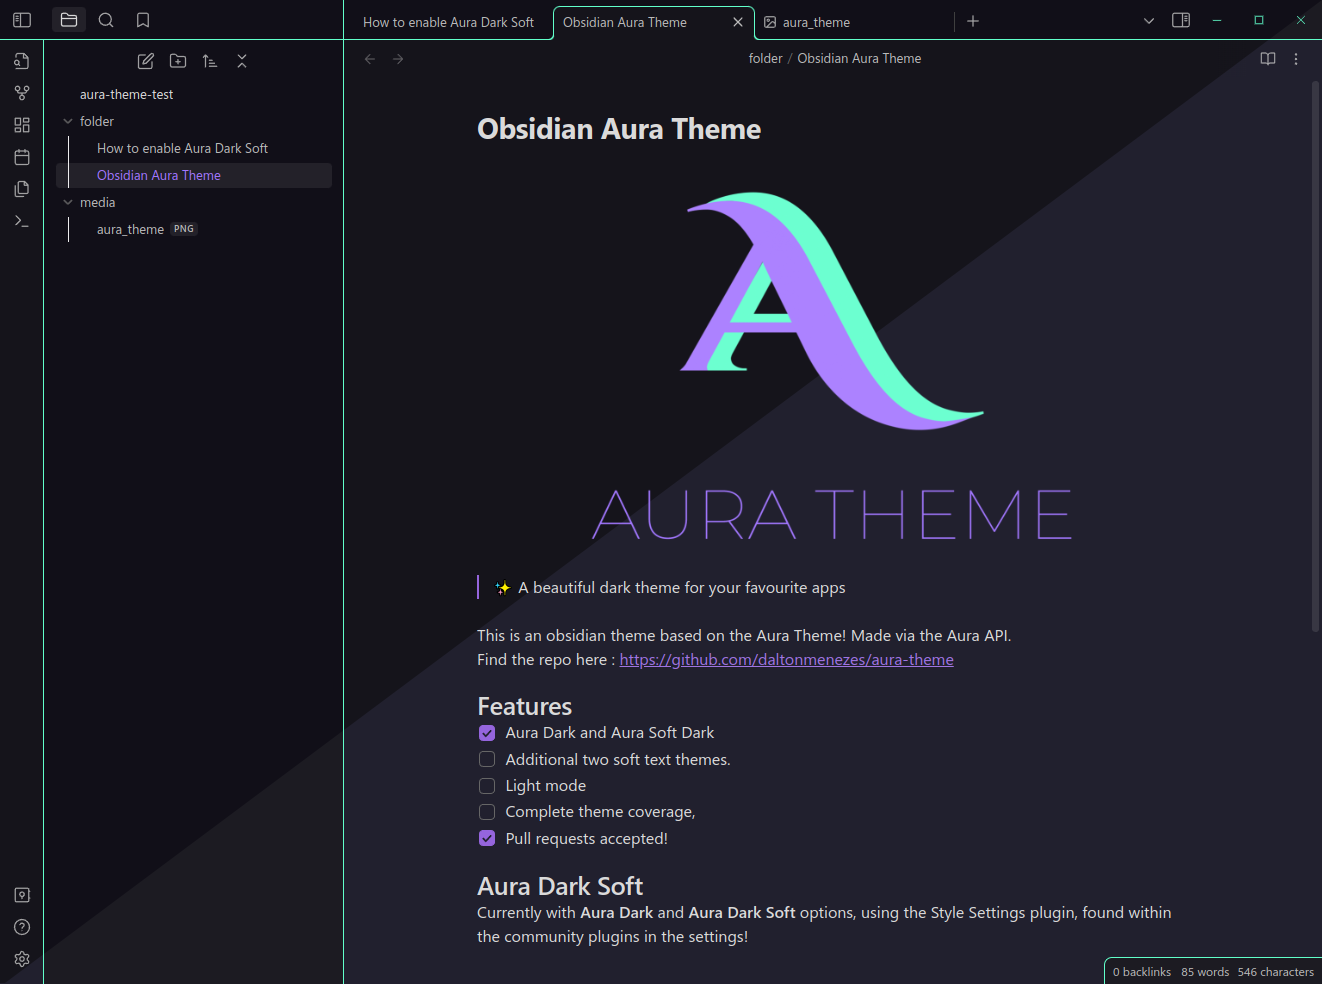 How to enable Aura Dark Soft
Obsidian Aura Theme
aura_theme
folder / Obsidian Aura Theme
aura-theme-test
folder
How to enable Aura Dark Soft
Obsidian Aura Theme
media
aura_theme PNG
Obsidian Aura Theme
A
AURA THEME
✨ A beautiful dark theme for your favourite apps
This is an obsidian theme based on the Aura Theme! Made via the Aura API.
Find the repo here : https://github.com/daltonmenezes/aura-theme
Features
Aura Dark and Aura Soft Dark
Additional two soft text themes.
Light mode
Complete theme coverage,
Pull requests accepted!
Aura Dark Soft
Currently with Aura Dark and Aura Dark Soft options, using the Style Settings plugin, found within
the community plugins in the settings!
0 backlinks 85 words 546 characters